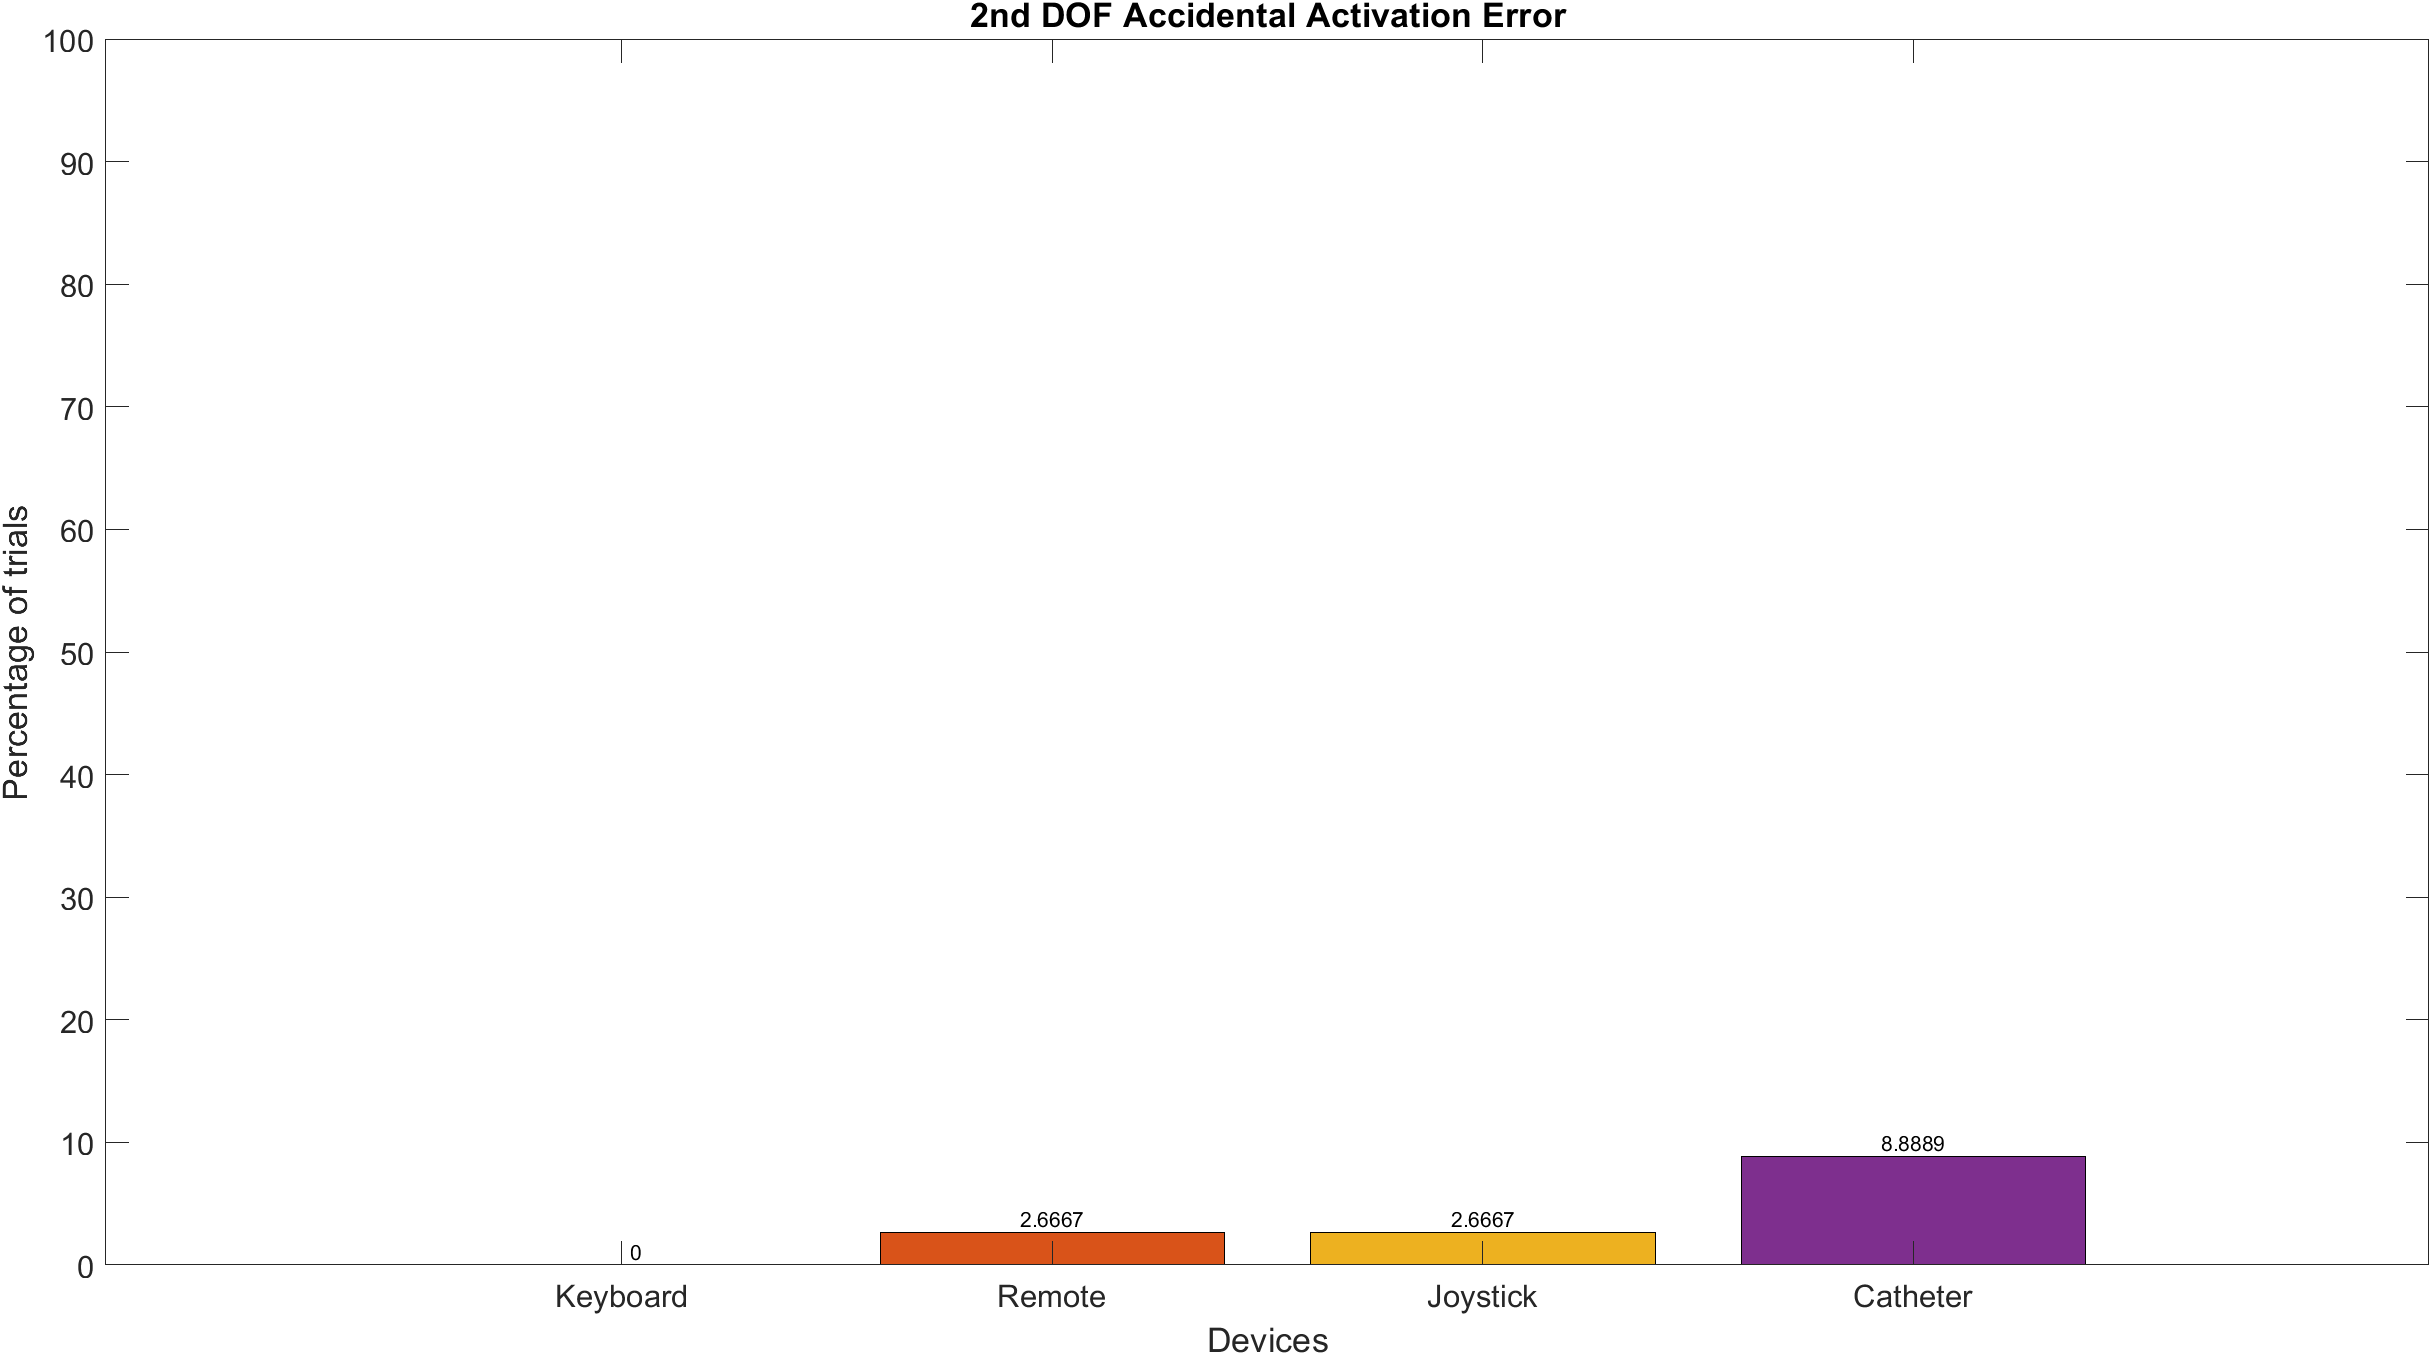 2nd DOF Accidental Activation Error
100
90
80
70
60
50
40
30
20
10
0
Percentage of trials
0
2.6667
2.6667
8.8889
Keyboard
Remote
Joystick
Catheter
Devices